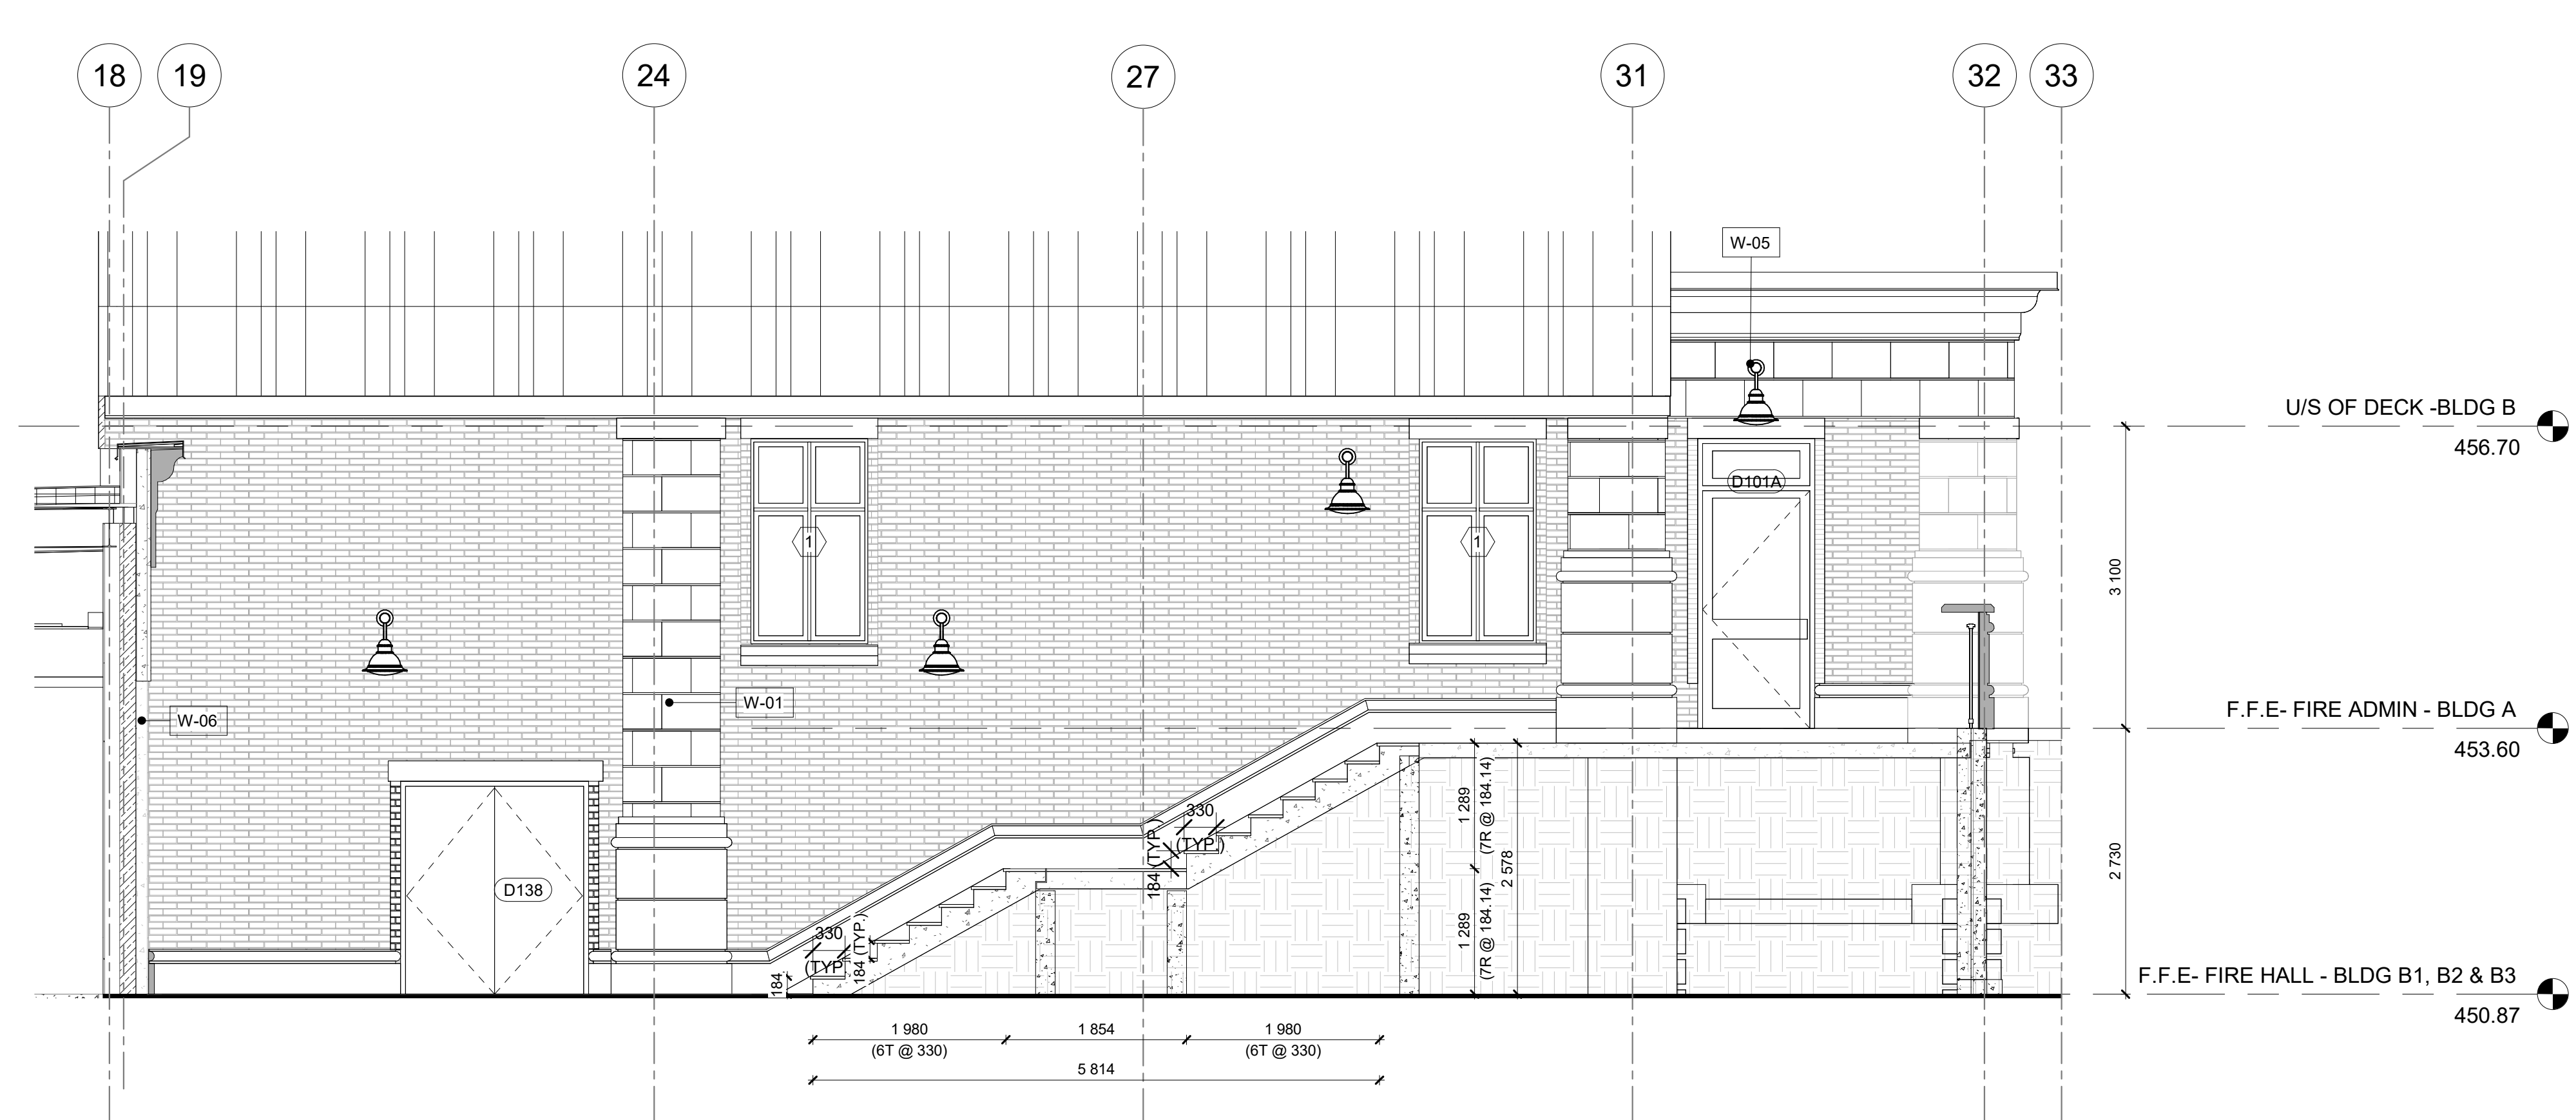 18
19
24
27
31
32
33
W-05
U/S OF DECK -BLDG B
456.70
D101A
1
1
3 100
W-01
W-06
F.F.E- FIRE ADMIN - BLDG A
453.60
330
(TYP.)
184 (TYP.)
1 289
(7R @ 184.14)
2 578
2 730
D138
330
(TYP.
184 (TYP.)
184
1 289
(7R @ 184.14)
F.F.E- FIRE HALL - BLDG B1, B2 & B3
450.87
1 980
(6T @ 330)
1 854
1 980
(6T @ 330)
5 814